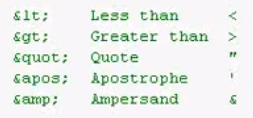 &lt; Less than <
&gt; Greater than >
&quot; Quote "
&apos; Apostrophe '
&amp; Ampersand &